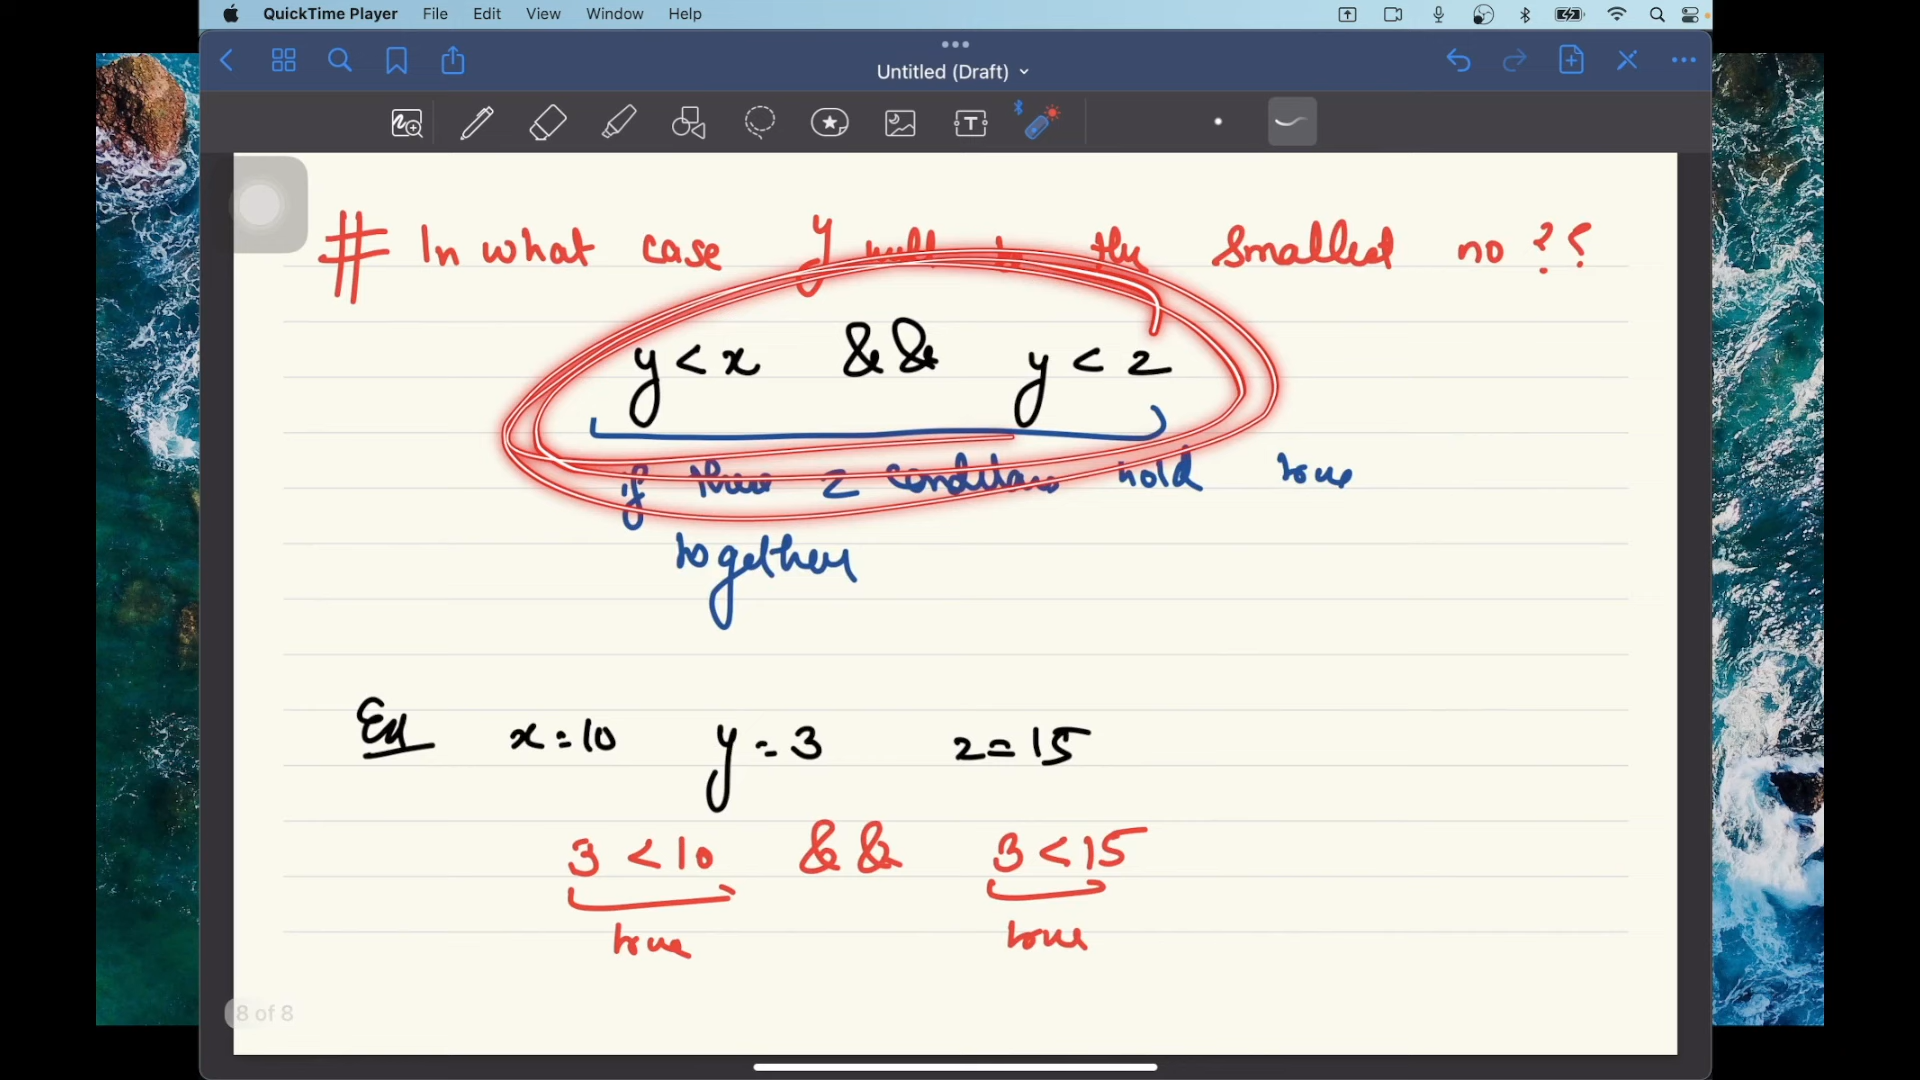 QuickTime Player File Edit View Window Help
Untitled (Draft)
# In what case y will be the smallest no ??
y < x && y < z
if these 2 conditions hold true
together
Ex x = 10 y = 3 z = 15
3 < 10 && 3 < 15
true true
8 of 8